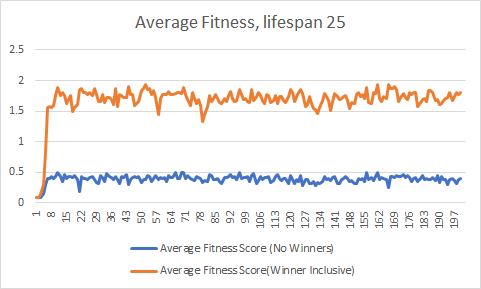 Average Fitness, lifespan 25
2.5
2
1.5
1
0.5
0
1 8 15 22 29 36 43 50 57 64 71 78 85 92 99 106 113 120 127 134 141 148 155 162 169 176 183 190 197
Average Fitness Score (No Winners)
Average Fitness Score(Winner Inclusive)